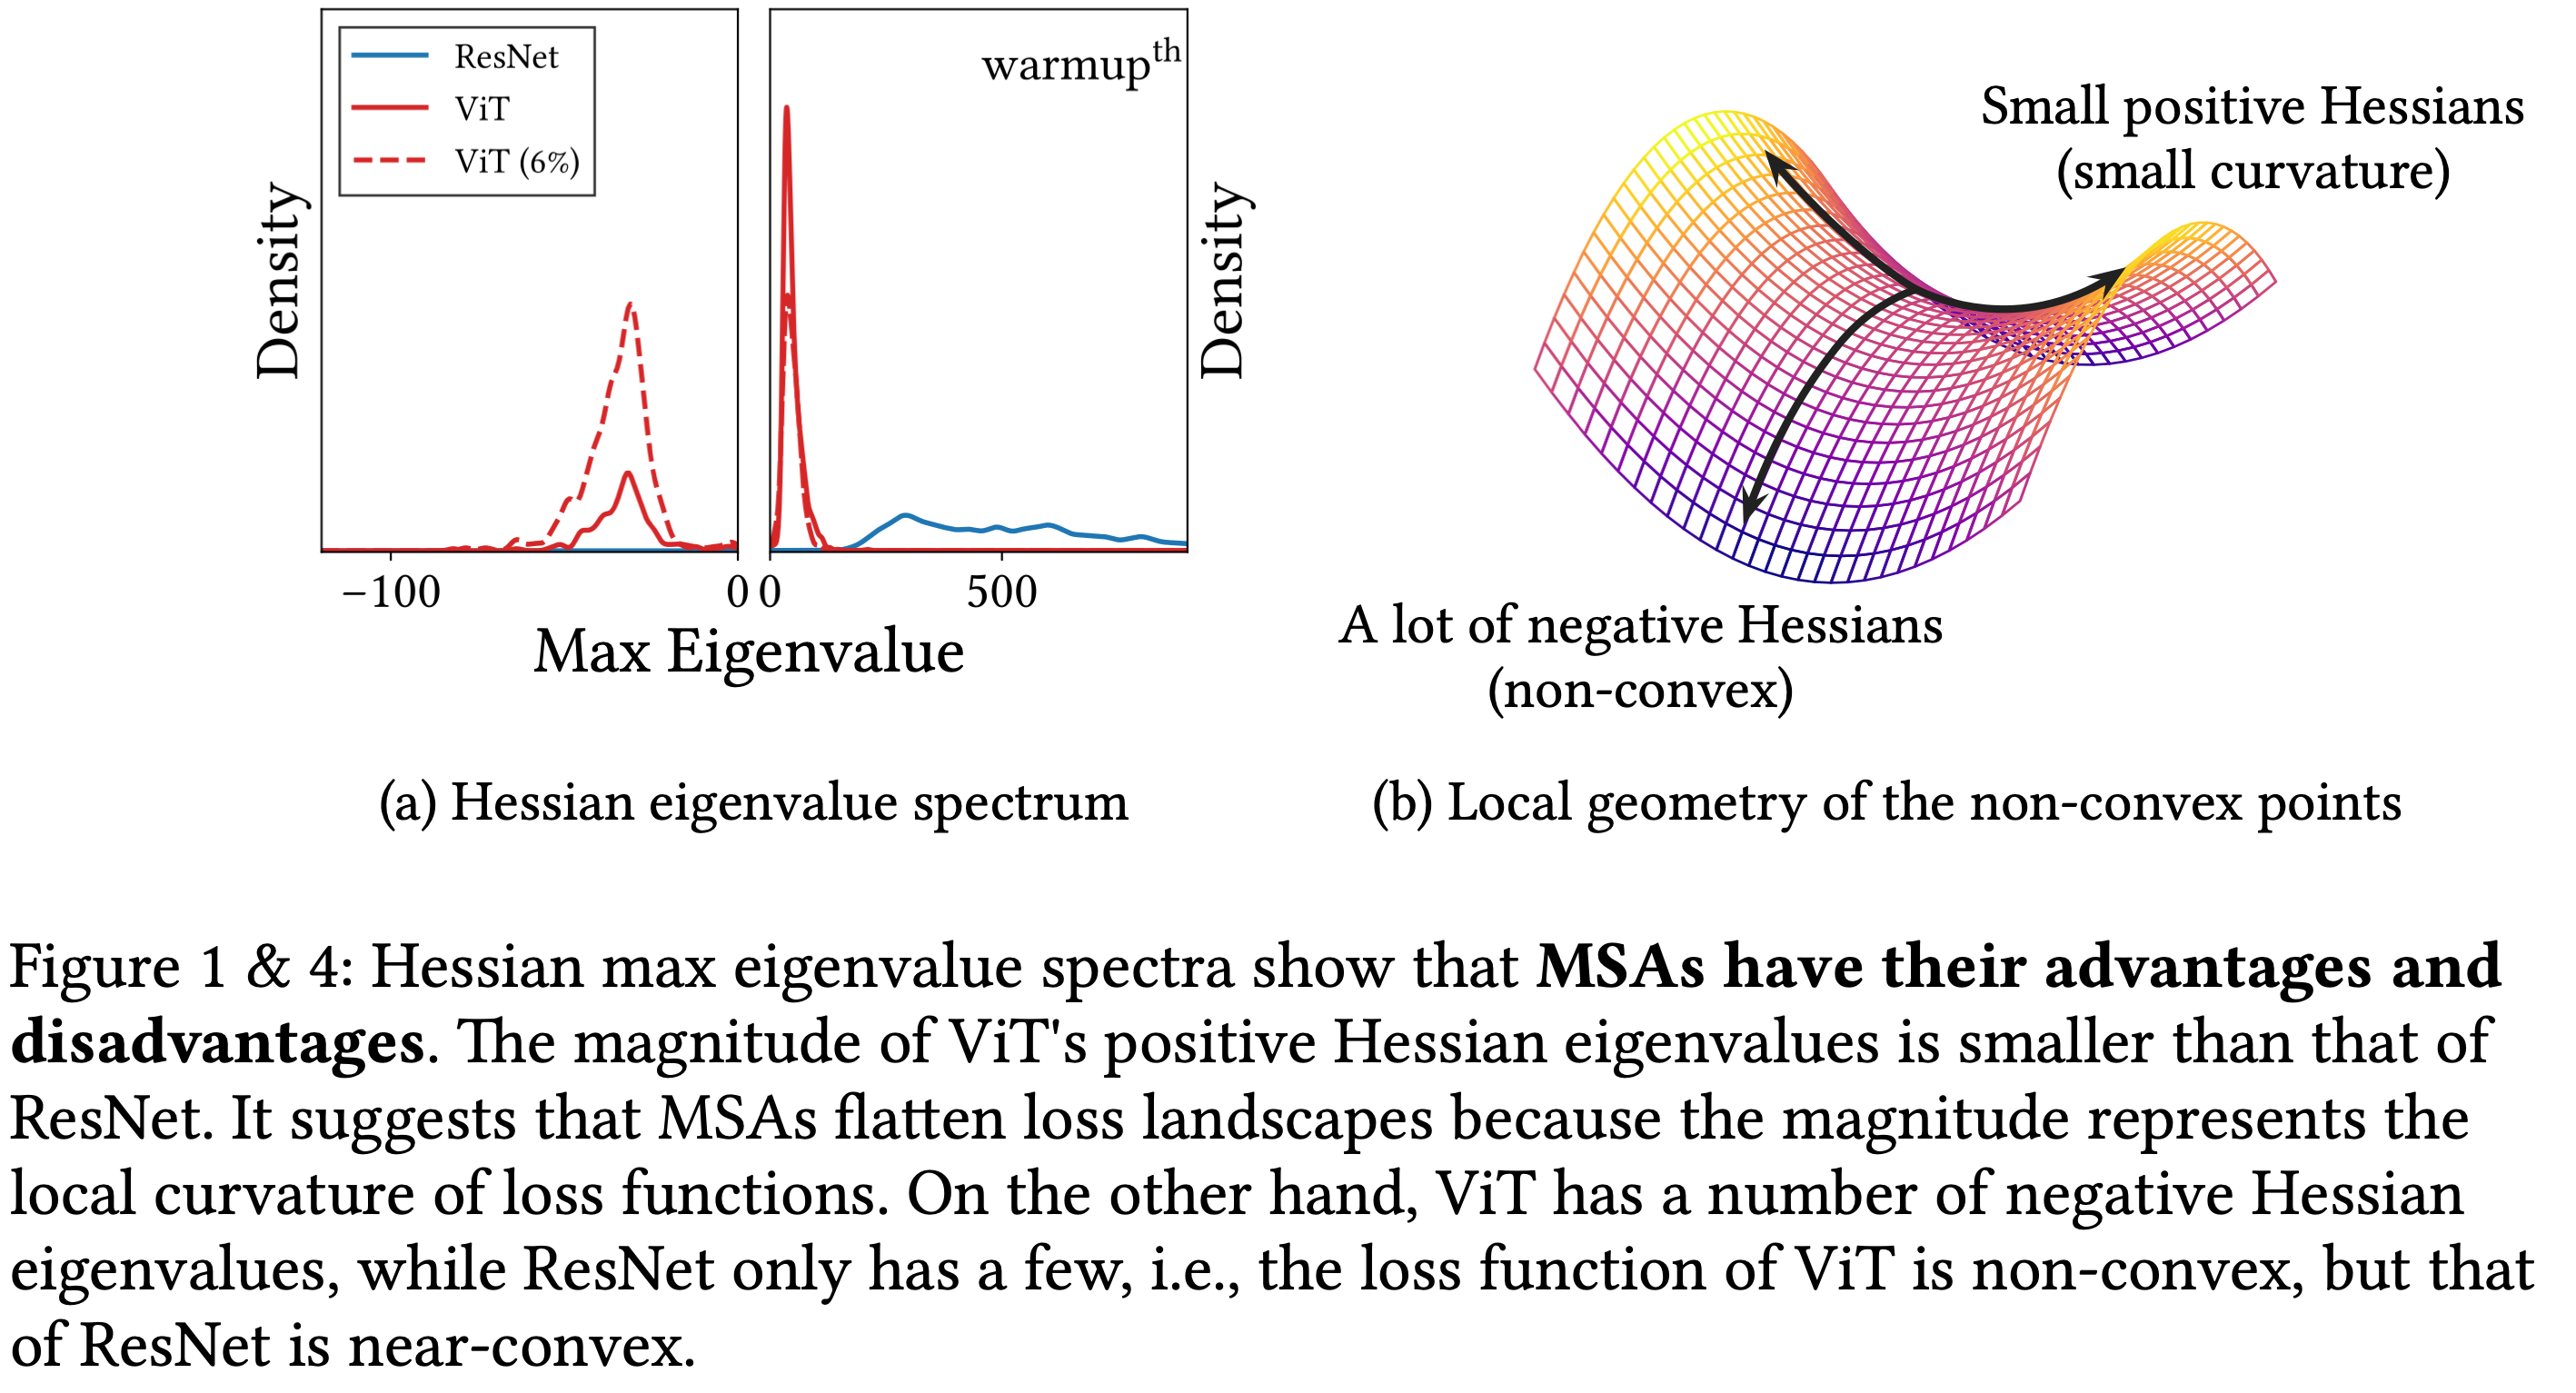 ResNet
ViT
ViT (6%)
warmupth
Density
Density
−100
0
0
500
Max Eigenvalue
Small positive Hessians
(small curvature)
A lot of negative Hessians
(non-convex)
(a) Hessian eigenvalue spectrum
(b) Local geometry of the non-convex points
Figure 1 & 4: Hessian max eigenvalue spectra show that MSAs have their advantages and
disadvantages. The magnitude of ViT's positive Hessian eigenvalues is smaller than that of
ResNet. It suggests that MSAs flatten loss landscapes because the magnitude represents the
local curvature of loss functions. On the other hand, ViT has a number of negative Hessian
eigenvalues, while ResNet only has a few, i.e., the loss function of ViT is non-convex, but that
of ResNet is near-convex.